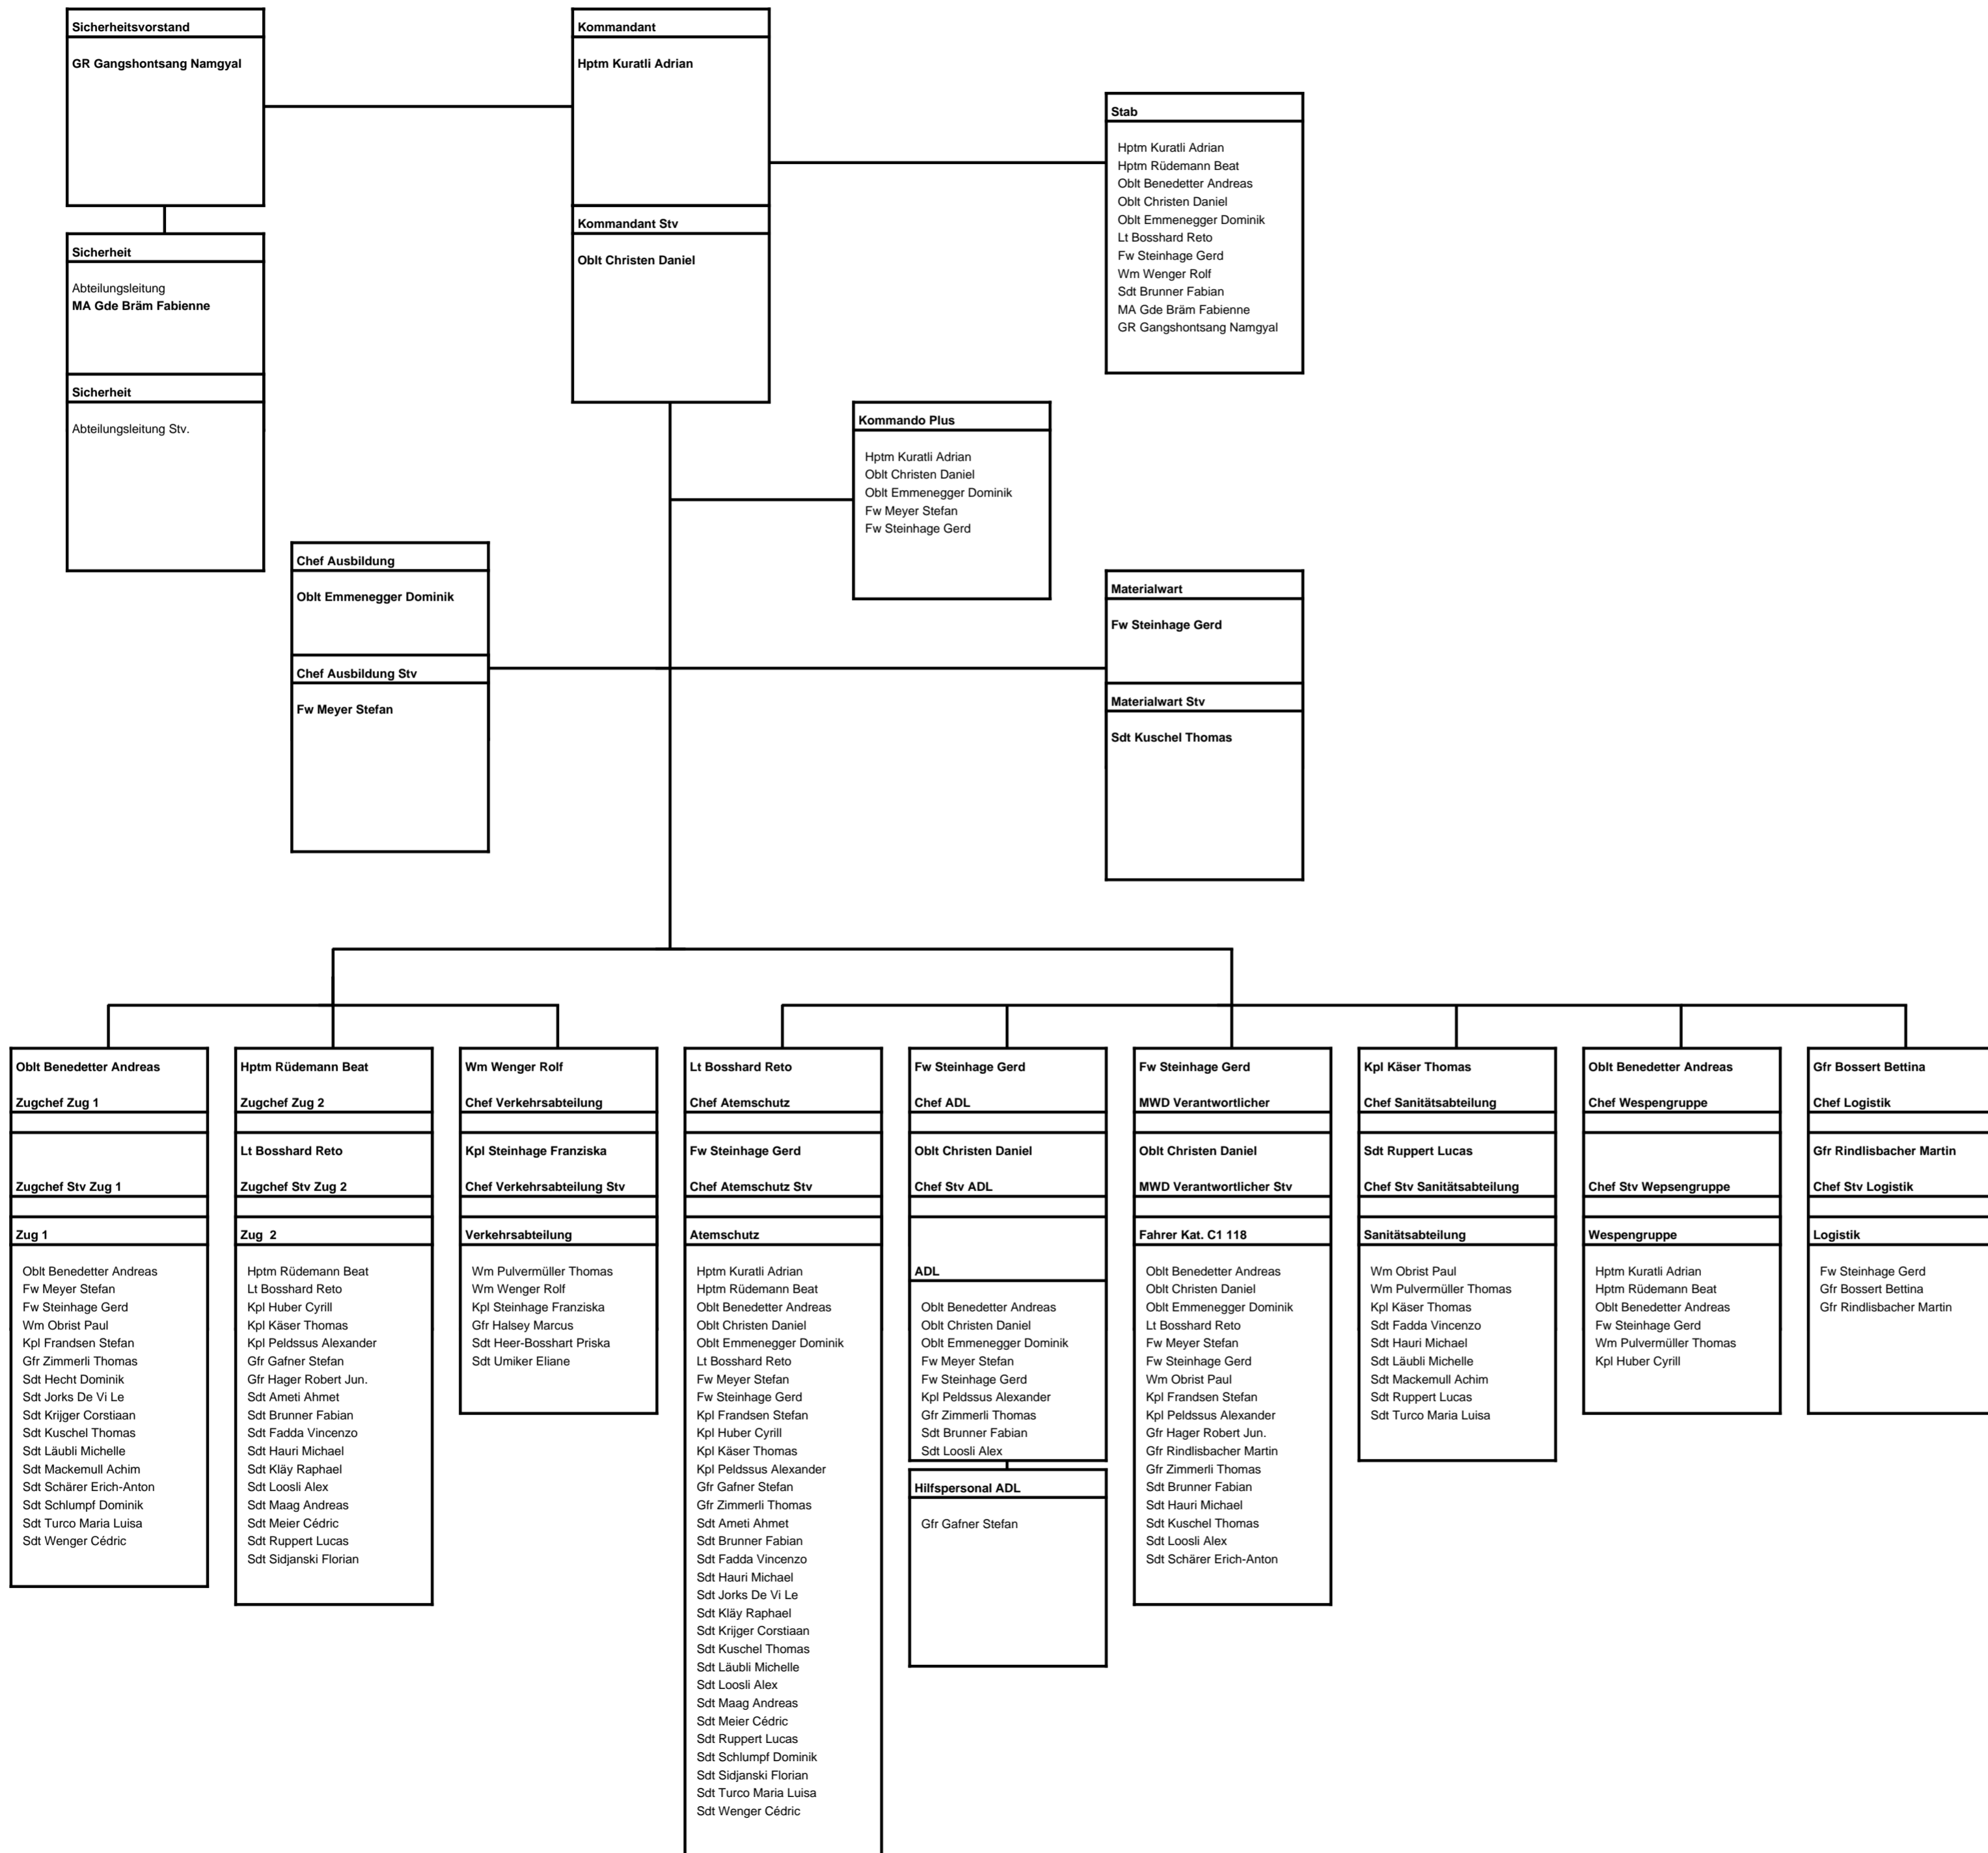 Sicherheitsvorstand
GR Gangshontsang Namgyal
Kommandant
Hptm Kuratli Adrian
Stab
Hptm Kuratli Adrian
Hptm Rüdemann Beat
Oblt Benedetter Andreas
Oblt Christen Daniel
Oblt Emmenegger Dominik
Lt Bosshard Reto
Fw Steinhage Gerd
Wm Wenger Rolf
Sdt Brunner Fabian
MA Gde Bräm Fabienne
GR Gangshontsang Namgyal
Kommandant Stv
Oblt Christen Daniel
Sicherheit
Abteilungsleitung
MA Gde Bräm Fabienne
Sicherheit
Abteilungsleitung Stv.
Kommando Plus
Hptm Kuratli Adrian
Oblt Christen Daniel
Oblt Emmenegger Dominik
Fw Meyer Stefan
Fw Steinhage Gerd
Chef Ausbildung
Oblt Emmenegger Dominik
Chef Ausbildung Stv
Fw Meyer Stefan
Materialwart
Fw Steinhage Gerd
Materialwart Stv
Sdt Kuschel Thomas
Oblt Benedetter Andreas
Zugchef Zug 1
Zugchef Stv Zug 1
Zug 1
Oblt Benedetter Andreas
Fw Meyer Stefan
Fw Steinhage Gerd
Wm Obrist Paul
Kpl Frandsen Stefan
Gfr Zimmerli Thomas
Sdt Hecht Dominik
Sdt Jorks De Vi Le
Sdt Krijger Corstiaan
Sdt Kuschel Thomas
Sdt Läubli Michelle
Sdt Mackemull Achim
Sdt Schärer Erich-Anton
Sdt Schlumpf Dominik
Sdt Turco Maria Luisa
Sdt Wenger Cédric
Hptm Rüdemann Beat
Zugchef Zug 2
Lt Bosshard Reto
Zugchef Stv Zug 2
Zug 2
Hptm Rüdemann Beat
Lt Bosshard Reto
Kpl Huber Cyrill
Kpl Käser Thomas
Kpl Peldssus Alexander
Gfr Gafner Stefan
Gfr Hager Robert Jun.
Sdt Ameti Ahmet
Sdt Brunner Fabian
Sdt Fadda Vincenzo
Sdt Hauri Michael
Sdt Kläy Raphael
Sdt Loosli Alex
Sdt Maag Andreas
Sdt Meier Cédric
Sdt Ruppert Lucas
Sdt Sidjanski Florian
Wm Wenger Rolf
Chef Verkehrsabteilung
Kpl Steinhage Franziska
Chef Verkehrsabteilung Stv
Verkehrsabteilung
Wm Pulvermüller Thomas
Wm Wenger Rolf
Kpl Steinhage Franziska
Gfr Halsey Marcus
Sdt Heer-Bosshart Priska
Sdt Umiker Eliane
Lt Bosshard Reto
Chef Atemschutz
Fw Steinhage Gerd
Chef Atemschutz Stv
Atemschutz
Hptm Kuratli Adrian
Hptm Rüdemann Beat
Oblt Benedetter Andreas
Oblt Christen Daniel
Oblt Emmenegger Dominik
Lt Bosshard Reto
Fw Meyer Stefan
Fw Steinhage Gerd
Kpl Frandsen Stefan
Kpl Huber Cyrill
Kpl Käser Thomas
Kpl Peldssus Alexander
Gfr Gafner Stefan
Gfr Zimmerli Thomas
Sdt Ameti Ahmet
Sdt Brunner Fabian
Sdt Fadda Vincenzo
Sdt Hauri Michael
Sdt Jorks De Vi Le
Sdt Kläy Raphael
Sdt Krijger Corstiaan
Sdt Kuschel Thomas
Sdt Läubli Michelle
Sdt Loosli Alex
Sdt Maag Andreas
Sdt Meier Cédric
Sdt Ruppert Lucas
Sdt Schlumpf Dominik
Sdt Sidjanski Florian
Sdt Turco Maria Luisa
Sdt Wenger Cédric
Fw Steinhage Gerd
Chef ADL
Oblt Christen Daniel
Chef Stv ADL
ADL
Oblt Benedetter Andreas
Oblt Christen Daniel
Oblt Emmenegger Dominik
Fw Meyer Stefan
Fw Steinhage Gerd
Kpl Peldssus Alexander
Gfr Zimmerli Thomas
Sdt Brunner Fabian
Sdt Loosli Alex
Hilfspersonal ADL
Gfr Gafner Stefan
Fw Steinhage Gerd
MWD Verantwortlicher
Oblt Christen Daniel
MWD Verantwortlicher Stv
Fahrer Kat. C1 118
Oblt Benedetter Andreas
Oblt Christen Daniel
Oblt Emmenegger Dominik
Lt Bosshard Reto
Fw Meyer Stefan
Fw Steinhage Gerd
Wm Obrist Paul
Kpl Frandsen Stefan
Kpl Peldssus Alexander
Gfr Hager Robert Jun.
Gfr Rindlisbacher Martin
Gfr Zimmerli Thomas
Sdt Brunner Fabian
Sdt Hauri Michael
Sdt Kuschel Thomas
Sdt Loosli Alex
Sdt Schärer Erich-Anton
Kpl Käser Thomas
Chef Sanitätsabteilung
Sdt Ruppert Lucas
Chef Stv Sanitätsabteilung
Sanitätsabteilung
Wm Obrist Paul
Wm Pulvermüller Thomas
Kpl Käser Thomas
Sdt Fadda Vincenzo
Sdt Hauri Michael
Sdt Läubli Michelle
Sdt Mackemull Achim
Sdt Ruppert Lucas
Sdt Turco Maria Luisa
Oblt Benedetter Andreas
Chef Wespengruppe
Chef Stv Wepsengruppe
Wespengruppe
Hptm Kuratli Adrian
Hptm Rüdemann Beat
Oblt Benedetter Andreas
Fw Steinhage Gerd
Wm Pulvermüller Thomas
Kpl Huber Cyrill
Gfr Bossert Bettina
Chef Logistik
Gfr Rindlisbacher Martin
Chef Stv Logistik
Logistik
Fw Steinhage Gerd
Gfr Bossert Bettina
Gfr Rindlisbacher Martin